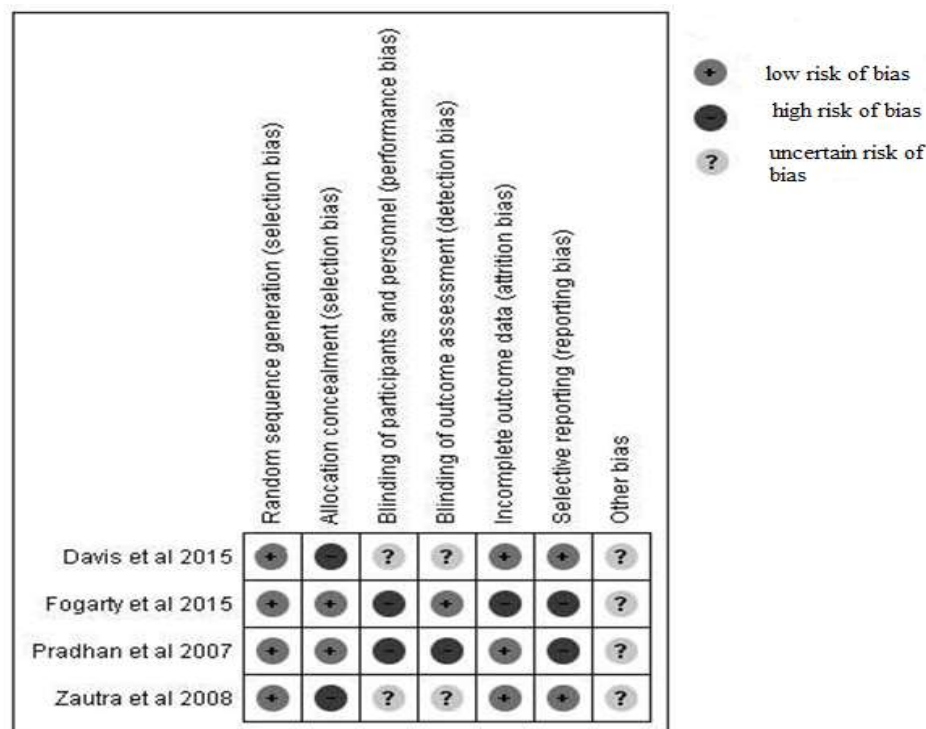 Random sequence generation (selection bias)
Allocation concealment (selection bias)
Blinding of participants and personnel (performance bias)
Blinding of outcome assessment (detection bias)
Incomplete outcome data (attrition bias)
Selective reporting (reporting bias)
Other bias
+ low risk of bias
- high risk of bias
? uncertain risk of
bias
Davis et al 2015 + - ? ? + + ?
Fogarty et al 2015 + + - + - - ?
Pradhan et al 2007 + + - - + - ?
Zautra et al 2008 + - ? ? + + ?